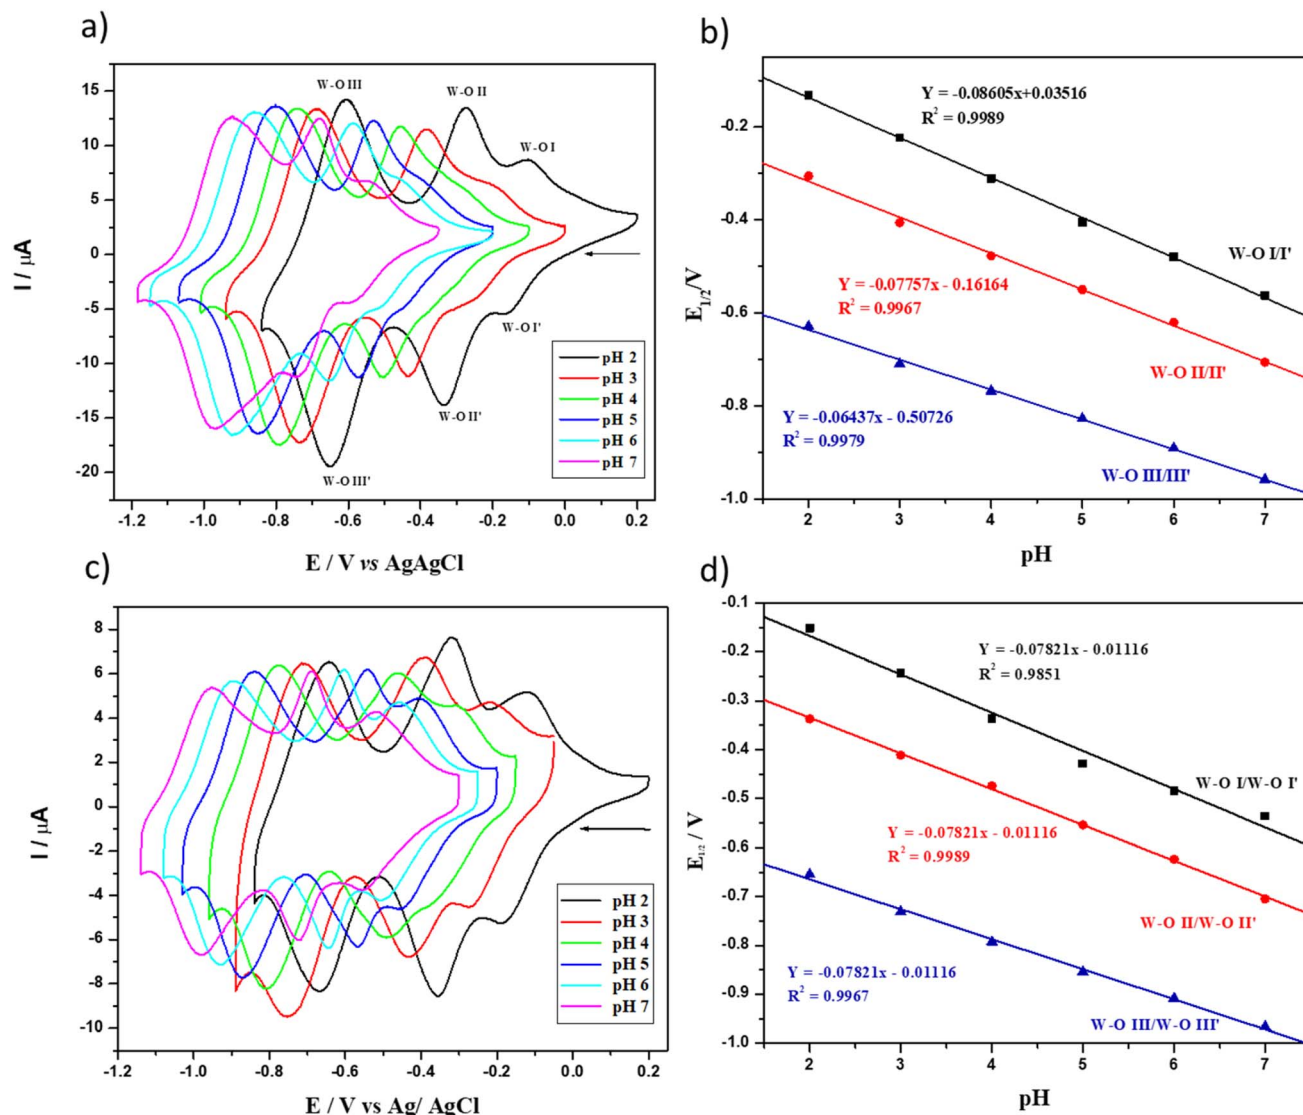 a)
W-O III
W-O II
W-O I
W-O I'
W-O II'
W-O III'
15
10
5
0
-5
-10
-15
-20
I / μA
pH 2
pH 3
pH 4
pH 5
pH 6
pH 7
-1.2
-1.0
-0.8
-0.6
-0.4
-0.2
0.0
0.2
E / V vs AgAgCl
b)
Y = -0.08605x+0.03516
R² = 0.9989
W-O I/I'
Y = -0.07757x - 0.16164
R² = 0.9967
W-O II/II'
Y = -0.06437x - 0.50726
R² = 0.9979
W-O III/III'
-0.2
-0.4
-0.6
-0.8
-1.0
E1/2/V
2
3
4
5
6
7
pH
c)
8
6
4
2
0
-2
-4
-6
-8
-10
I / μA
pH 2
pH 3
pH 4
pH 5
pH 6
pH 7
-1.2
-1.0
-0.8
-0.6
-0.4
-0.2
0.0
0.2
E / V vs Ag/ AgCl
d)
Y = -0.07821x - 0.01116
R² = 0.9851
W-O I/W-O I'
Y = -0.07821x - 0.01116
R² = 0.9989
W-O II/W-O II'
Y = -0.07821x - 0.01116
R² = 0.9967
W-O III/W-O III'
-0.1
-0.2
-0.3
-0.4
-0.5
-0.6
-0.7
-0.8
-0.9
-1.0
E1/2 / V
2
3
4
5
6
7
pH